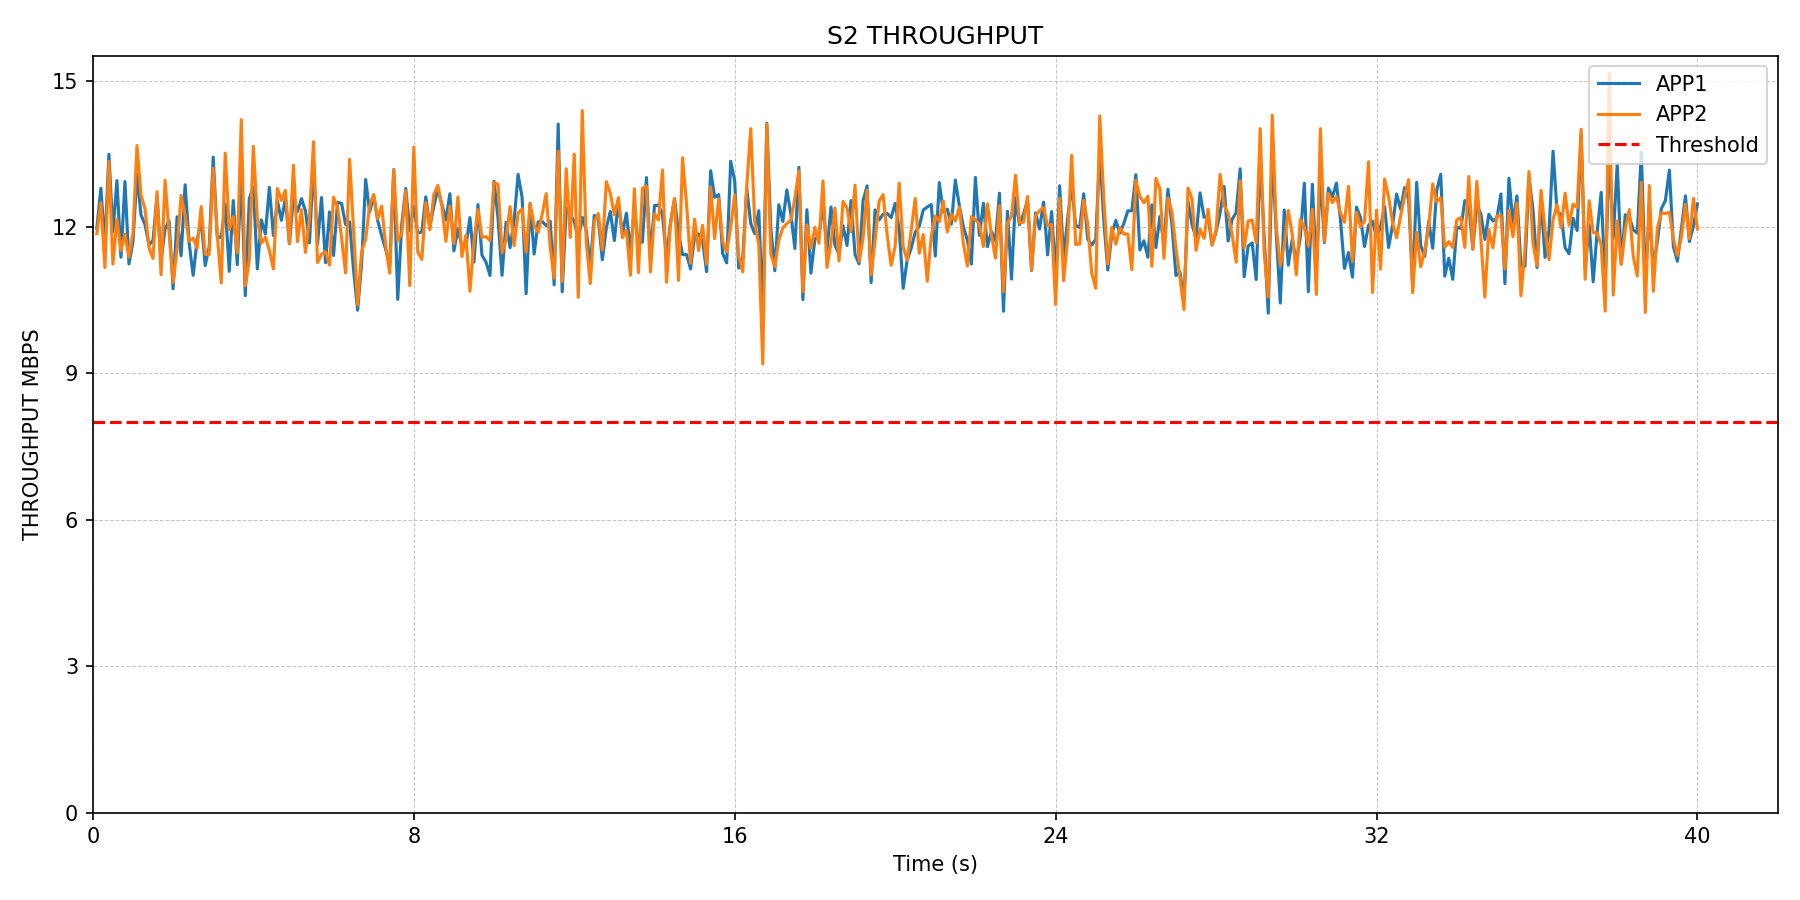 S2 THROUGHPUT
APP1
APP2
Threshold
THROUGHPUT MBPS
15
12
9
6
3
0
0 8 16 24 32 40
Time (s)